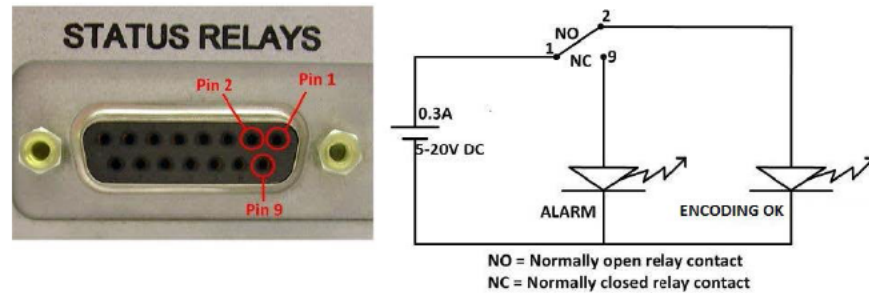 STATUS RELAYS
Pin 2
Pin 1
Pin 9
NO
2
1
NC
9
0.3A
5-20V DC
ALARM
ENCODING OK
NO = Normally open relay contact
NC = Normally closed relay contact